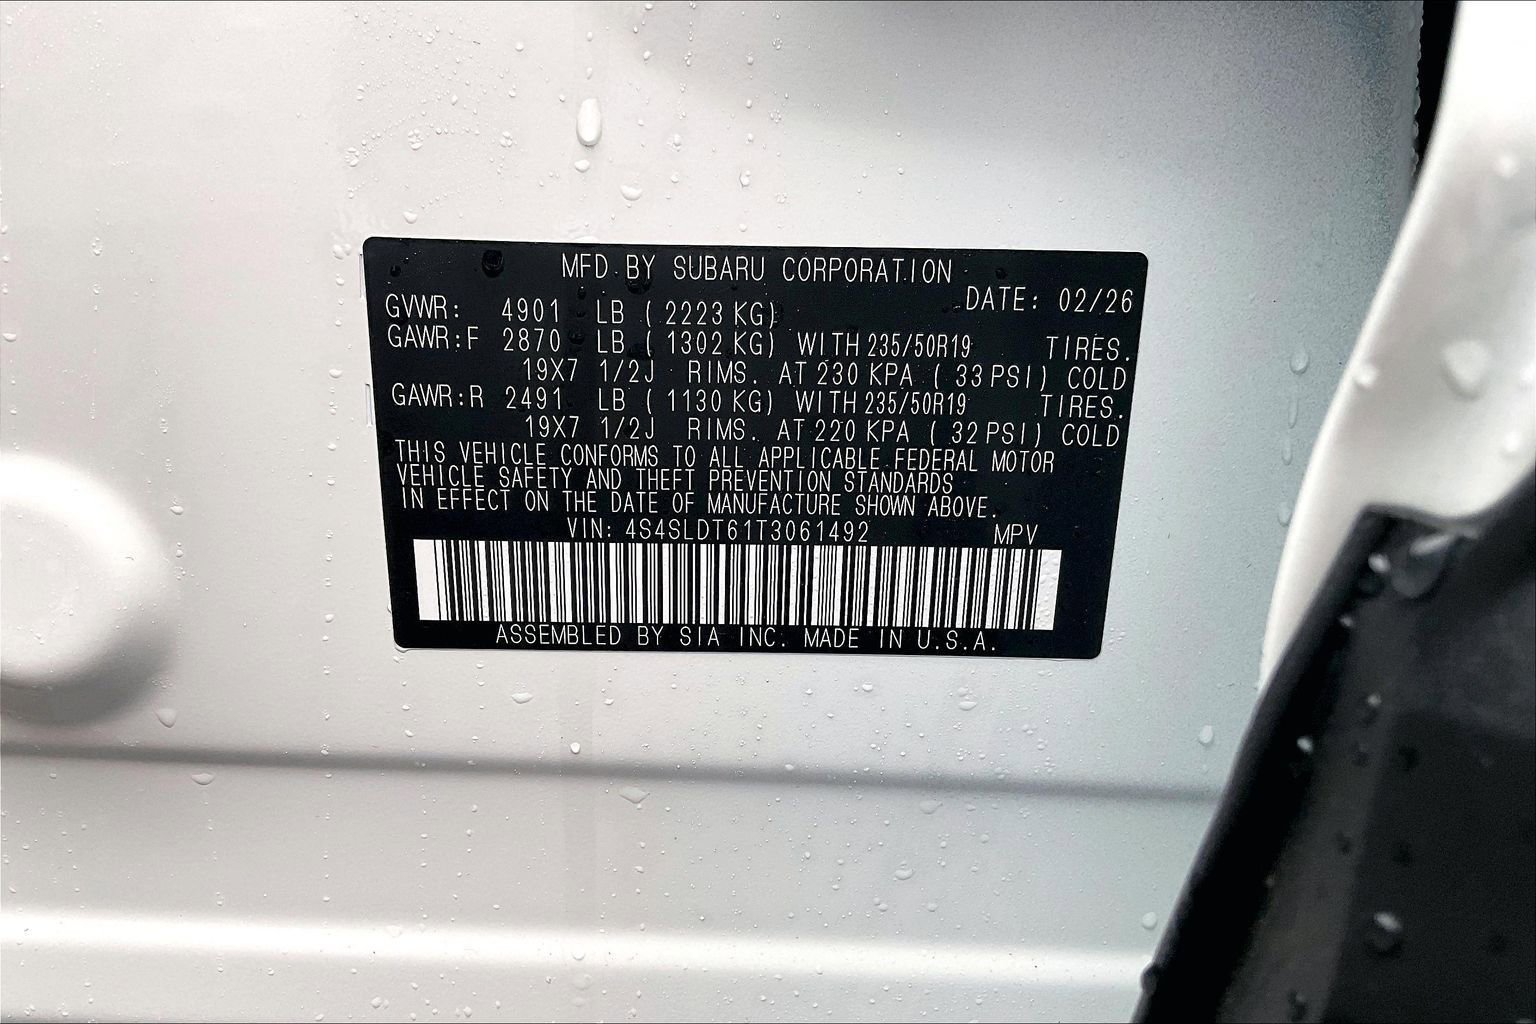 MFD BY SUBARU CORPORATION
DATE: 02/26
GVWR: 4901 LB ( 2223 KG)
GAWR:F 2870 LB ( 1302 KG) WITH 235/50R19 TIRES.
19X7 1/2J RIMS. AT 230 KPA ( 33 PSI) COLD
GAWR:R 2491 LB ( 1130 KG) WITH 235/50R19 TIRES.
19X7 1/2J RIMS. AT 220 KPA ( 32 PSI) COLD
THIS VEHICLE CONFORMS TO ALL APPLICABLE FEDERAL MOTOR
VEHICLE SAFETY AND THEFT PREVENTION STANDARDS
IN EFFECT ON THE DATE OF MANUFACTURE SHOWN ABOVE.
VIN: 4S4SLDT61T3061492 MPV
ASSEMBLED BY SIA INC. MADE IN U.S.A.